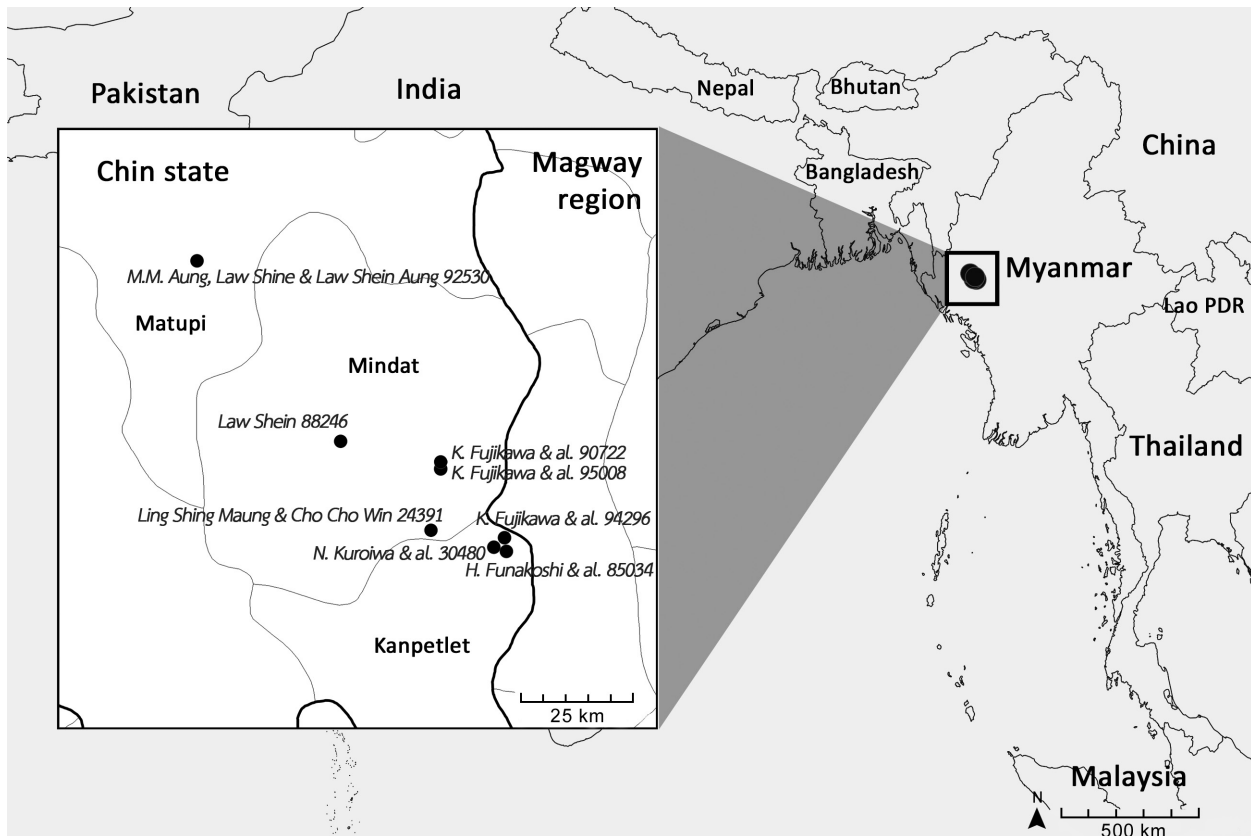 Pakistan
India
Nepal
Bhutan
China
Bangladesh
Myanmar
Lao PDR
Thailand
Malaysia
N
500 km
Chin state
Magway
region
M.M. Aung, Law Shine & Law Shein Aung 92530
Matupi
Mindat
Law Shein 88246
K. Fujikawa & al. 90722
K. Fujikawa & al. 95008
Ling Shing Maung & Cho Cho Win 24391
K. Fujikawa & al. 94296
N. Kuroiwa & al. 30480
H. Funakoshi & al. 85034
Kanpetlet
25 km